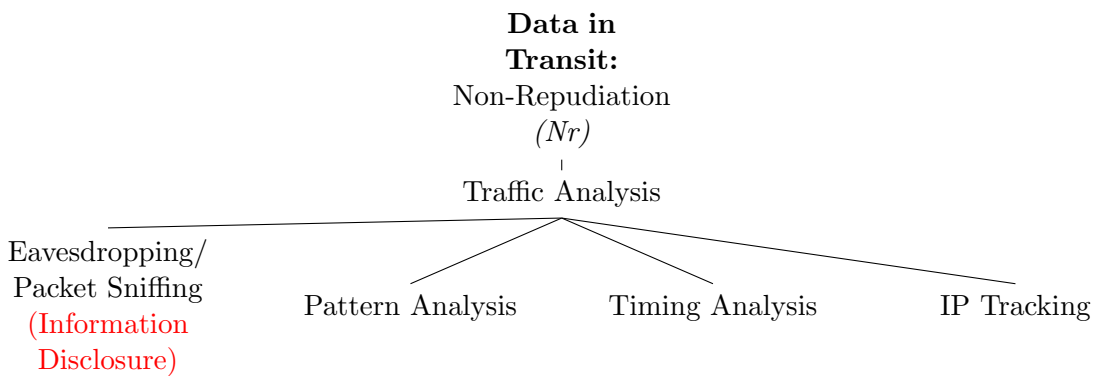 Data in
Transit:
Non-Repudiation
(Nr)
Traffic Analysis
Eavesdropping/
Packet Sniffing
(Information
Disclosure)
Pattern Analysis
Timing Analysis
IP Tracking